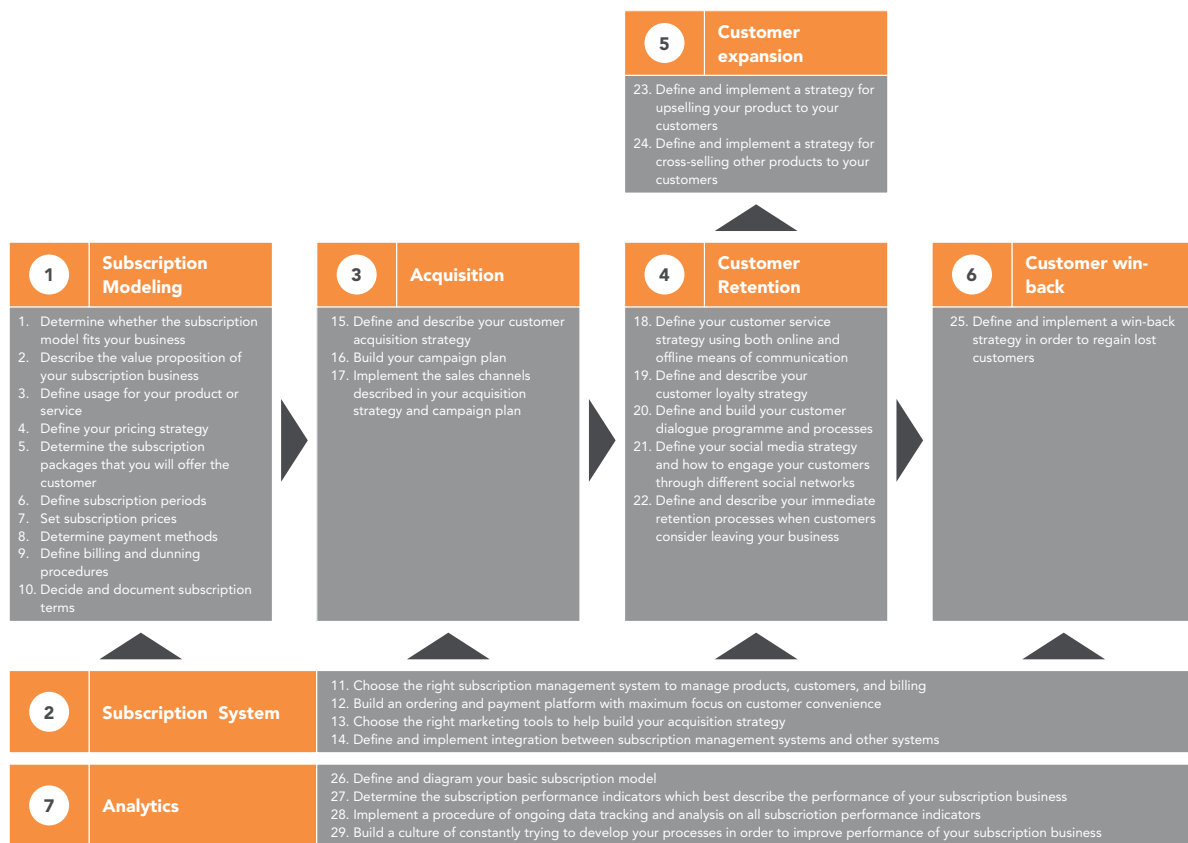 5
Customer
expansion
23. Define and implement a strategy for
upselling your product to your
customers
24. Define and implement a strategy for
cross-selling other products to your
customers
1
Subscription
Modeling
1. Determine whether the subscription
model fits your business
2. Describe the value proposition of
your subscription business
3. Define usage for your product or
service
4. Define your pricing strategy
5. Determine the subscription
packages that you will offer the
customer
6. Define subscription periods
7. Set subscription prices
8. Determine payment methods
9. Define billing and dunning
procedures
10. Decide and document subscription
terms
3
Acquisition
15. Define and describe your customer
acquisition strategy
16. Build your campaign plan
17. Implement the sales channels
described in your acquisition
strategy and campaign plan
4
Customer
Retention
18. Define your customer service
strategy using both online and
offline means of communication
19. Define and describe your
customer loyalty strategy
20. Define and build your customer
dialogue programme and processes
21. Define your social media strategy
and how to engage your customers
through different social networks
22. Define and describe your immediate
retention processes when customers
consider leaving your business
6
Customer win-
back
25. Define and implement a win-back
strategy in order to regain lost
customers
2
Subscription System
11. Choose the right subscription management system to manage products, customers, and billing
12. Build an ordering and payment platform with maximum focus on customer convenience
13. Choose the right marketing tools to help build your acquisition strategy
14. Define and implement integration between subscription management systems and other systems
7
Analytics
26. Define and diagram your basic subscription model
27. Determine the subscription performance indicators which best describe the performance of your subscription business
28. Implement a procedure of ongoing data tracking and analysis on all subscription performance indicators
29. Build a culture of constantly trying to develop your processes in order to improve performance of your subscription business